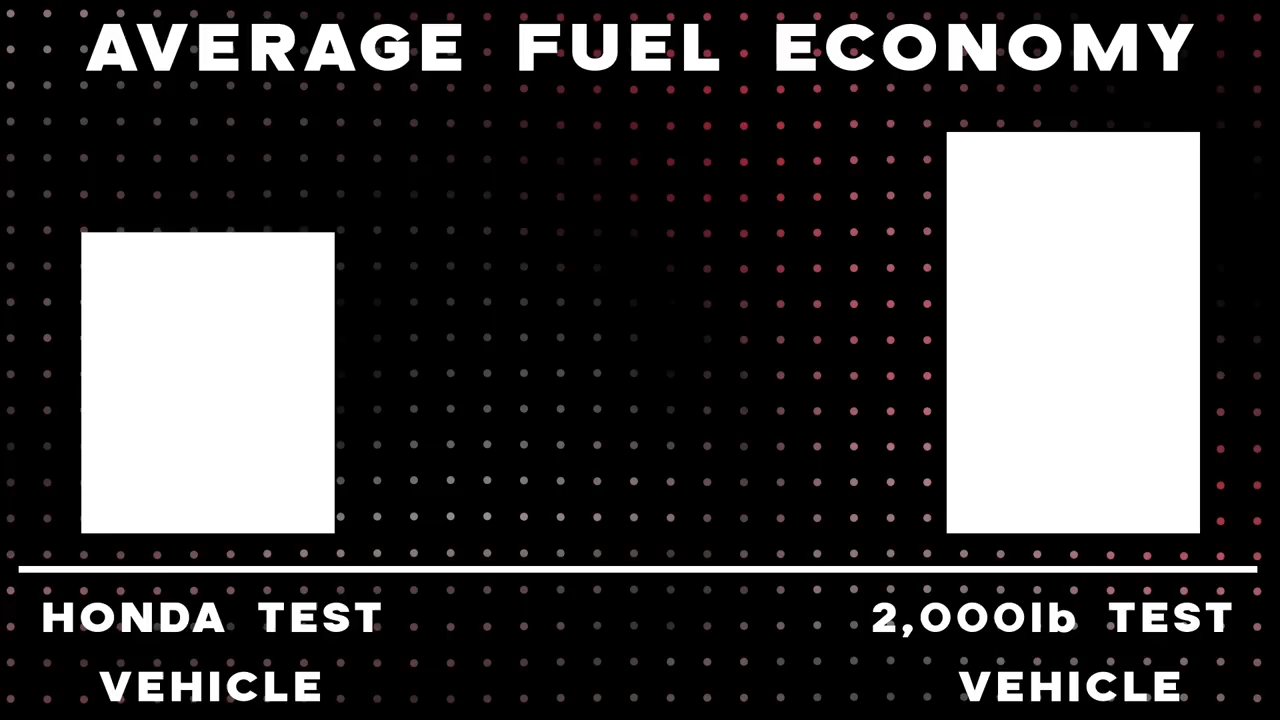 AVERAGE FUEL ECONOMY
HONDA TEST
VEHICLE
2,000lb TEST
VEHICLE